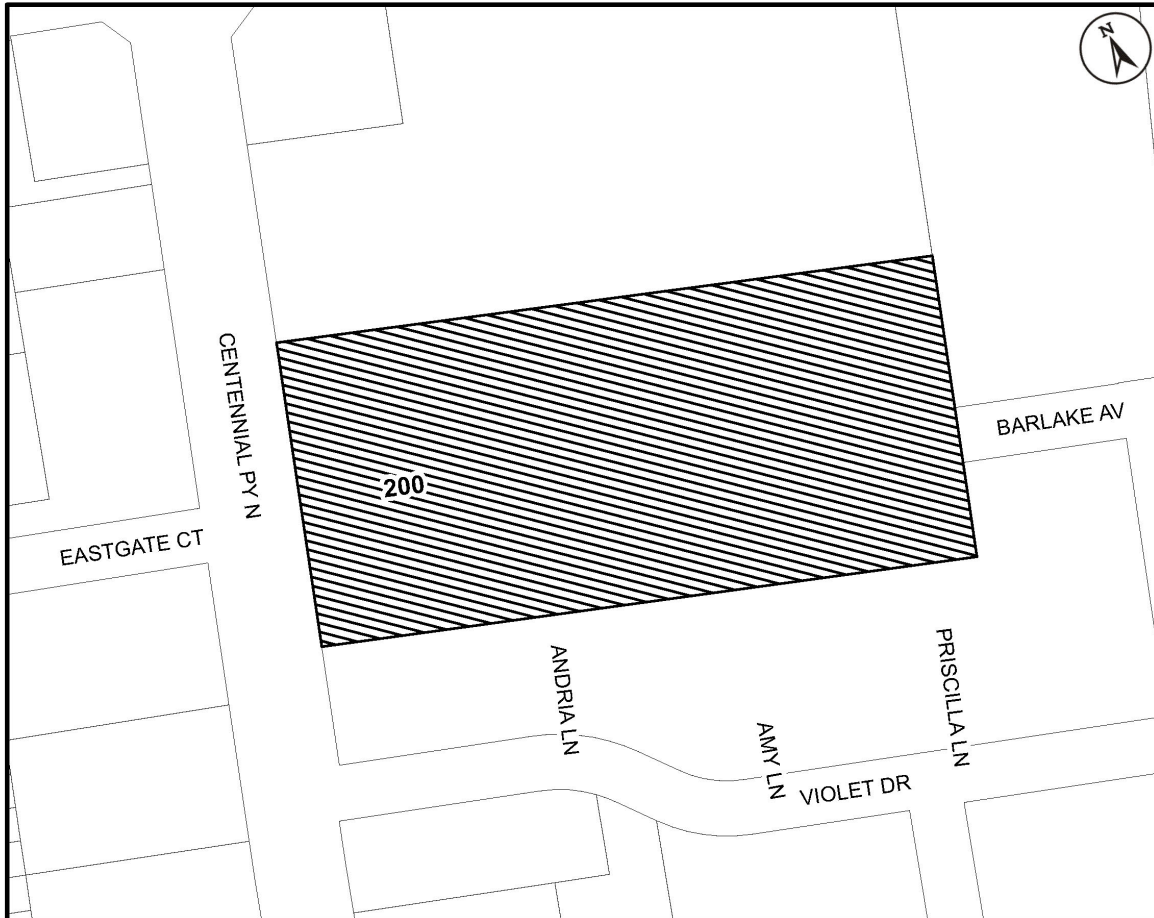 N
CENTENNIAL PY N
BARLAKE AV
200
EASTGATE CT
ANDRIA LN
PRISCILLA LN
AMY LN
VIOLET DR